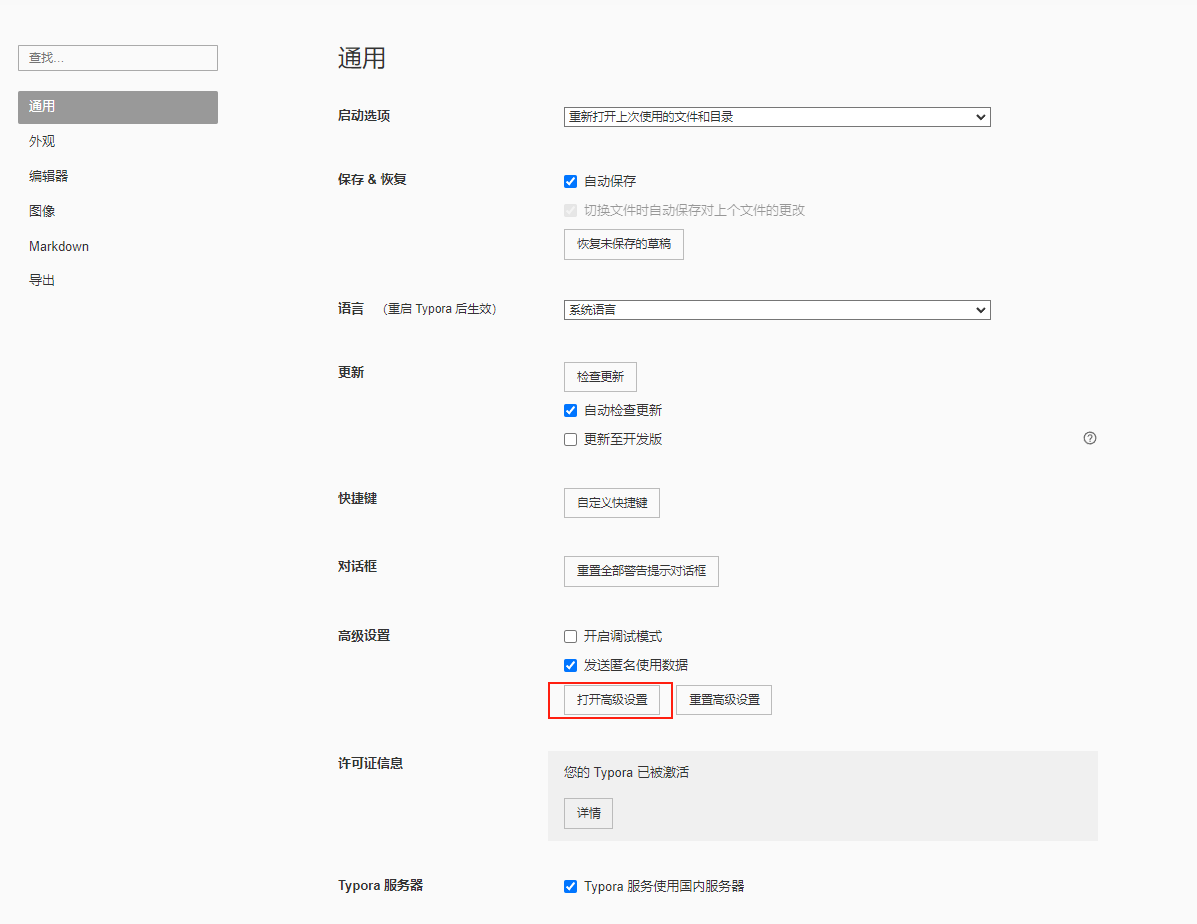 查找...
通用
外观
编辑器
图像
Markdown
导出
通用
启动选项
重新打开上次使用的文件和目录
保存 & 恢复
自动保存
切换文件时自动保存对上个文件的更改
恢复未保存的草稿
语言 （重启 Typora 后生效）
系统语言
更新
检查更新
自动检查更新
更新至开发版
快捷键
自定义快捷键
对话框
重置全部警告提示对话框
高级设置
开启调试模式
发送匿名使用数据
打开高级设置 重置高级设置
许可证信息
您的 Typora 已被激活
详情
Typora 服务器
Typora 服务使用国内服务器